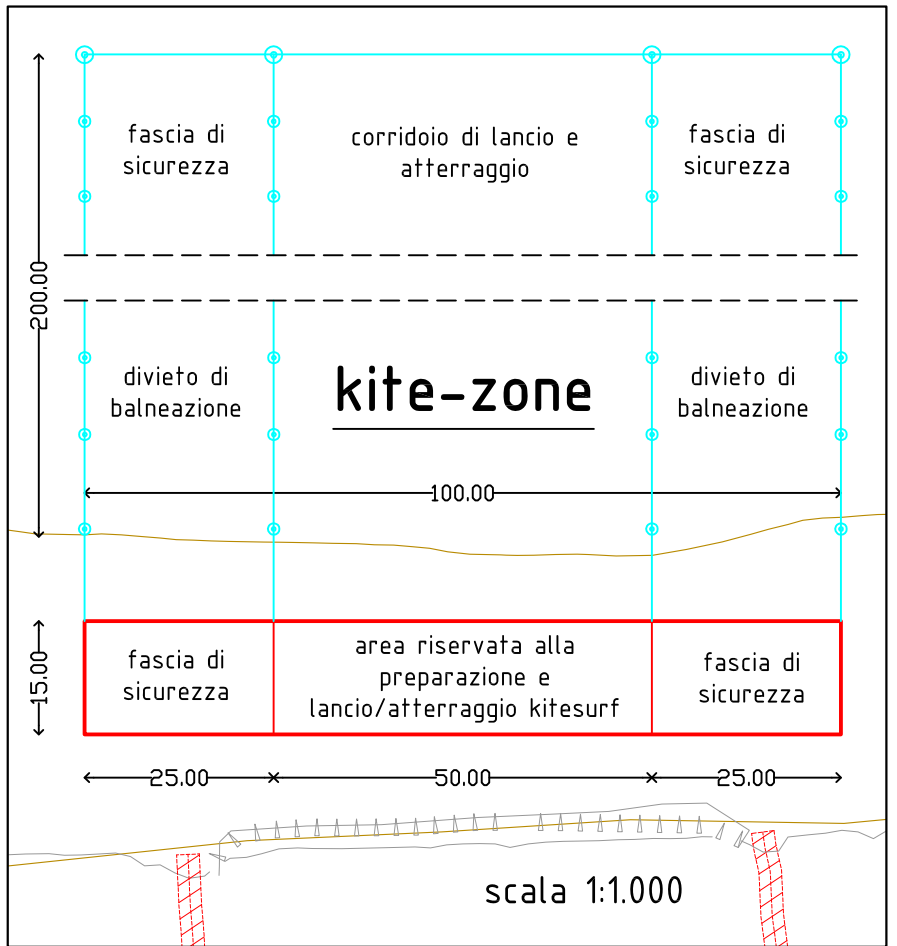 fascia di
sicurezza
corridoio di lancio e
atterraggio
fascia di
sicurezza
200.00
divieto di
balneazione
kite-zone
divieto di
balneazione
100.00
15.00
fascia di
sicurezza
area riservata alla
preparazione e
lancio/atterraggio kitesurf
fascia di
sicurezza
25.00
50.00
25.00
scala 1:1.000